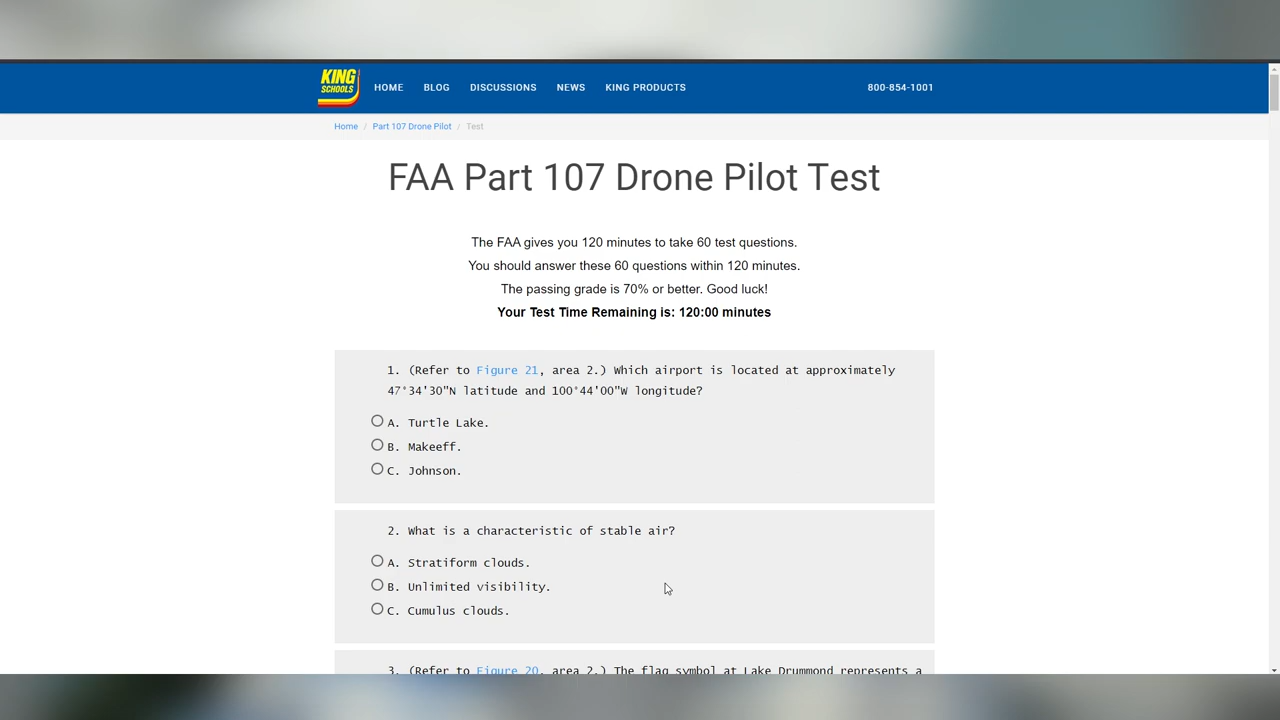 KING
SCHOOLS
HOME BLOG DISCUSSIONS NEWS KING PRODUCTS 800-854-1001
Home / Part 107 Drone Pilot / Test
FAA Part 107 Drone Pilot Test
The FAA gives you 120 minutes to take 60 test questions.
You should answer these 60 questions within 120 minutes.
The passing grade is 70% or better. Good luck!
Your Test Time Remaining is: 120:00 minutes
1. (Refer to Figure 21, area 2.) Which airport is located at approximately
47°34'30"N latitude and 100°44'00"W longitude?
A. Turtle Lake.
B. Makeeff.
C. Johnson.
2. What is a characteristic of stable air?
A. Stratiform clouds.
B. Unlimited visibility.
C. Cumulus clouds.
3. (Refer to Figure 20, area 2.) The flag symbol at Lake Drummond represents a